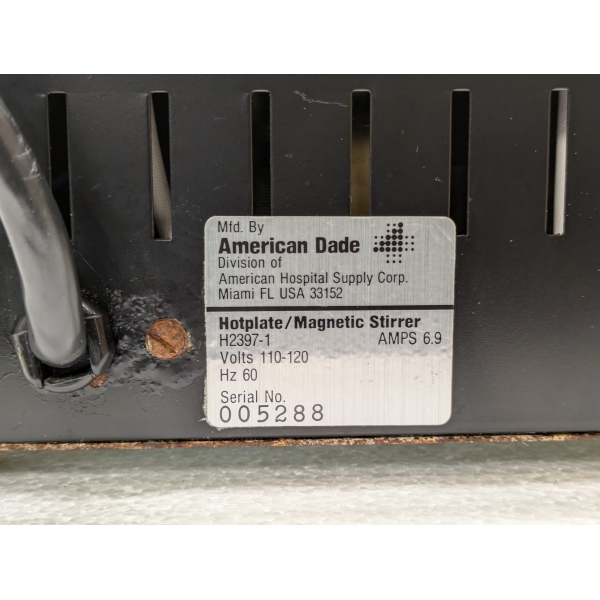 Mfd. By
American Dade
Division of
American Hospital Supply Corp.
Miami FL USA 33152
Hotplate/Magnetic Stirrer
H2397-1 AMPS 6.9
Volts 110-120
Hz 60
Serial No.
005288